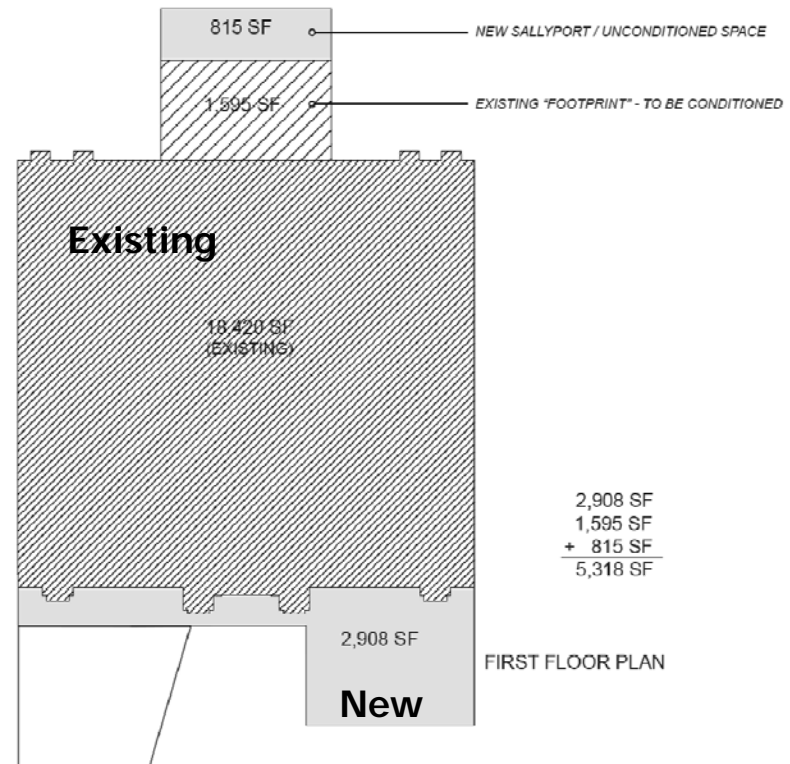 815 SF
NEW SALLYPORT / UNCONDITIONED SPACE
1,595 SF
EXISTING "FOOTPRINT" - TO BE CONDITIONED
Existing
18,420 SF
(EXISTING)
2,908 SF
1,595 SF
+ 815 SF
5,318 SF
2,908 SF
FIRST FLOOR PLAN
New